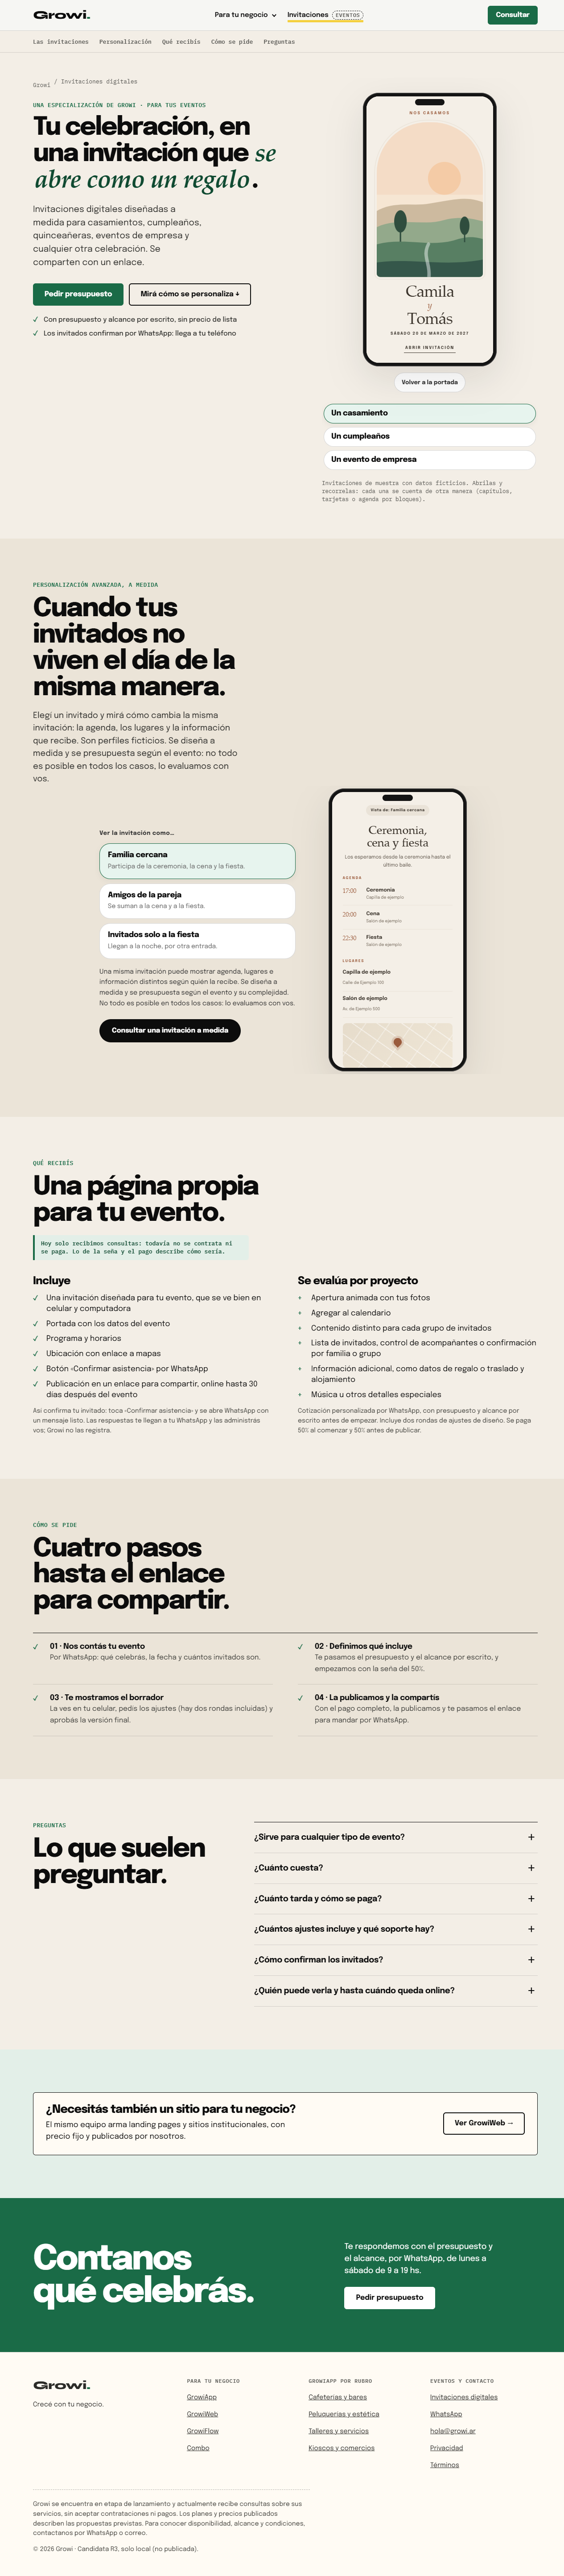 Growi.
Para tu negocio
Invitaciones EVENTOS
Consultar
Las invitaciones
Personalización
Qué recibís
Cómo se pide
Preguntas
Growi / Invitaciones digitales
UNA ESPECIALIZACIÓN DE GROWI · PARA TUS EVENTOS
Tu celebración, en
una invitación que se
abre como un regalo.
Invitaciones digitales diseñadas a
medida para casamientos, cumpleaños,
quinceañeras, eventos de empresa y
cualquier otra celebración. Se
comparten con un enlace.
Pedir presupuesto
Mirá cómo se personaliza ↓
✓ Con presupuesto y alcance por escrito, sin precio de lista
✓ Los invitados confirman por WhatsApp: llega a tu teléfono
NOS CASAMOS
Camila
y
Tomás
SÁBADO 20 DE MARZO DE 2027
ABRIR INVITACIÓN
Volver a la portada
Un casamiento
Un cumpleaños
Un evento de empresa
Invitaciones de muestra con datos ficticios. Abrilas y
recorrelas: cada una se cuenta de otra manera (capítulos,
tarjetas o agenda por bloques).
PERSONALIZACIÓN AVANZADA, A MEDIDA
Cuando tus
invitados no
viven el día de la
misma manera.
Elegí un invitado y mirá cómo cambia la misma
invitación: la agenda, los lugares y la información
que recibe. Son perfiles ficticios. Se diseña a
medida y se presupuesta según el evento: no todo
es posible en todos los casos, lo evaluamos con
vos.
Ver la invitación como…
Familia cercana
Participa de la ceremonia, la cena y la fiesta.
Amigos de la pareja
Se suman a la cena y a la fiesta.
Invitados solo a la fiesta
Llegan a la noche, por otra entrada.
Una misma invitación puede mostrar agenda, lugares e
información distintos según quién la recibe. Se diseña a
medida y se presupuesta según el evento y su complejidad.
No todo es posible en todos los casos: lo evaluamos con vos.
Consultar una invitación a medida
Vista de: Familia cercana
Ceremonia,
cena y fiesta
Los esperamos desde la ceremonia hasta el
último baile.
AGENDA
17:00 Ceremonia
Capilla de ejemplo
20:00 Cena
Salón de ejemplo
22:30 Fiesta
Salón de ejemplo
LUGARES
Capilla de ejemplo
Calle de Ejemplo 120
Salón de ejemplo
Av. de Ejemplo 500
QUÉ RECIBÍS
Una página propia
para tu evento.
Hoy solo recibimos consultas: todavía no se contrata ni
se paga. Lo de la seña y el pago describe cómo sería.
Incluye
✓ Una invitación diseñada para tu evento, que se ve bien en
celular y computadora
✓ Portada con los datos del evento
✓ Programa y horarios
✓ Ubicación con enlace a mapas
✓ Botón «Confirmar asistencia» por WhatsApp
✓ Publicación en un enlace para compartir, online hasta 30
días después del evento
Así confirma tu invitado: toca «Confirmar asistencia» y se abre WhatsApp con
un mensaje listo. Las respuestas te llegan a tu WhatsApp y las administrás
vos; Growi no las registra.
Se evalúa por proyecto
+ Apertura animada con tus fotos
+ Agregar al calendario
+ Contenido distinto para cada grupo de invitados
+ Lista de invitados, control de acompañantes o confirmación
por familia o grupo
+ Información adicional, como datos de regalo o traslado y
alojamiento
+ Música u otros detalles especiales
Cotización personalizada por WhatsApp, con presupuesto y alcance por
escrito antes de empezar. Incluye dos rondas de ajustes de diseño. Se paga
50% al comenzar y 50% antes de publicar.
CÓMO SE PIDE
Cuatro pasos
hasta el enlace
para compartir.
✓ 01 · Nos contás tu evento
Por WhatsApp: qué celebrás, la fecha y cuántos invitados son.
✓ 02 · Definimos qué incluye
Te pasamos el presupuesto y el alcance por escrito, y
empezamos con la seña del 50%.
✓ 03 · Te mostramos el borrador
La ves en tu celular, pedís los ajustes (hay dos rondas incluidas) y
aprobás la versión final.
✓ 04 · La publicamos y la compartís
Con el pago completo, la publicamos y te pasamos el enlace
para mandar por WhatsApp.
PREGUNTAS
Lo que suelen
preguntar.
¿Sirve para cualquier tipo de evento? +
¿Cuánto cuesta? +
¿Cuánto tarda y cómo se paga? +
¿Cuántos ajustes incluye y qué soporte hay? +
¿Cómo confirman los invitados? +
¿Quién puede verla y hasta cuándo queda online? +
¿Necesitás también un sitio para tu negocio?
El mismo equipo arma landing pages y sitios institucionales, con
precio fijo y publicados por nosotros.
Ver GrowiWeb →
Contanos
qué celebrás.
Te respondemos con el presupuesto y
el alcance, por WhatsApp, de lunes a
sábado de 9 a 19 hs.
Pedir presupuesto
Growi.
Crecé con tu negocio.
PARA TU NEGOCIO
GrowiApp
GrowiWeb
GrowiFlow
Combo
GROWIAPP POR RUBRO
Cafeterías y bares
Peluquerías y estética
Talleres y servicios
Kioscos y comercios
EVENTOS Y CONTACTO
Invitaciones digitales
WhatsApp
hola@growi.ar
Privacidad
Términos
Growi se encuentra en etapa de lanzamiento y actualmente recibe consultas sobre sus
servicios, sin aceptar contrataciones ni pagos. Los planes y precios publicados
describen las propuestas previstas. Para conocer disponibilidad, alcance y condiciones,
contactanos por WhatsApp o correo.
© 2026 Growi · Candidata R3, solo local (no publicada).